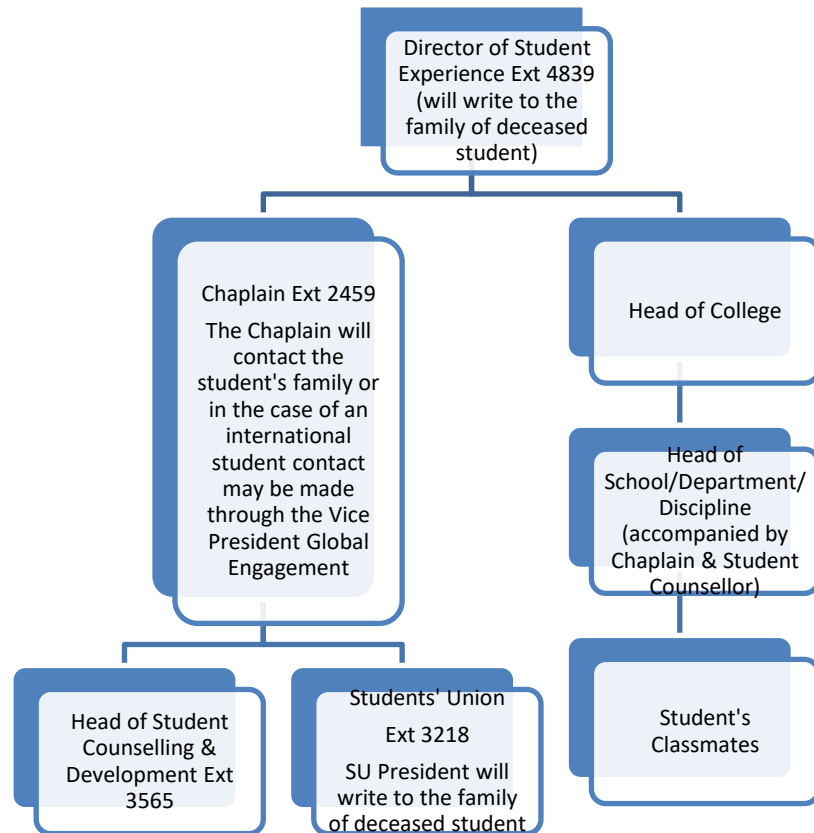 Director of Student
Experience Ext 4839
(will write to the
family of deceased
student)
Chaplain Ext 2459
The Chaplain will
contact the
student's family or
in the case of an
international
student contact
may be made
through the Vice
President Global
Engagement
Head of Student
Counselling &
Development Ext
3565
Students' Union
Ext 3218
SU President will
write to the family
of deceased student
Head of College
Head of
School/Department/
Discipline
(accompanied by
Chaplain & Student
Counsellor)
Student's
Classmates